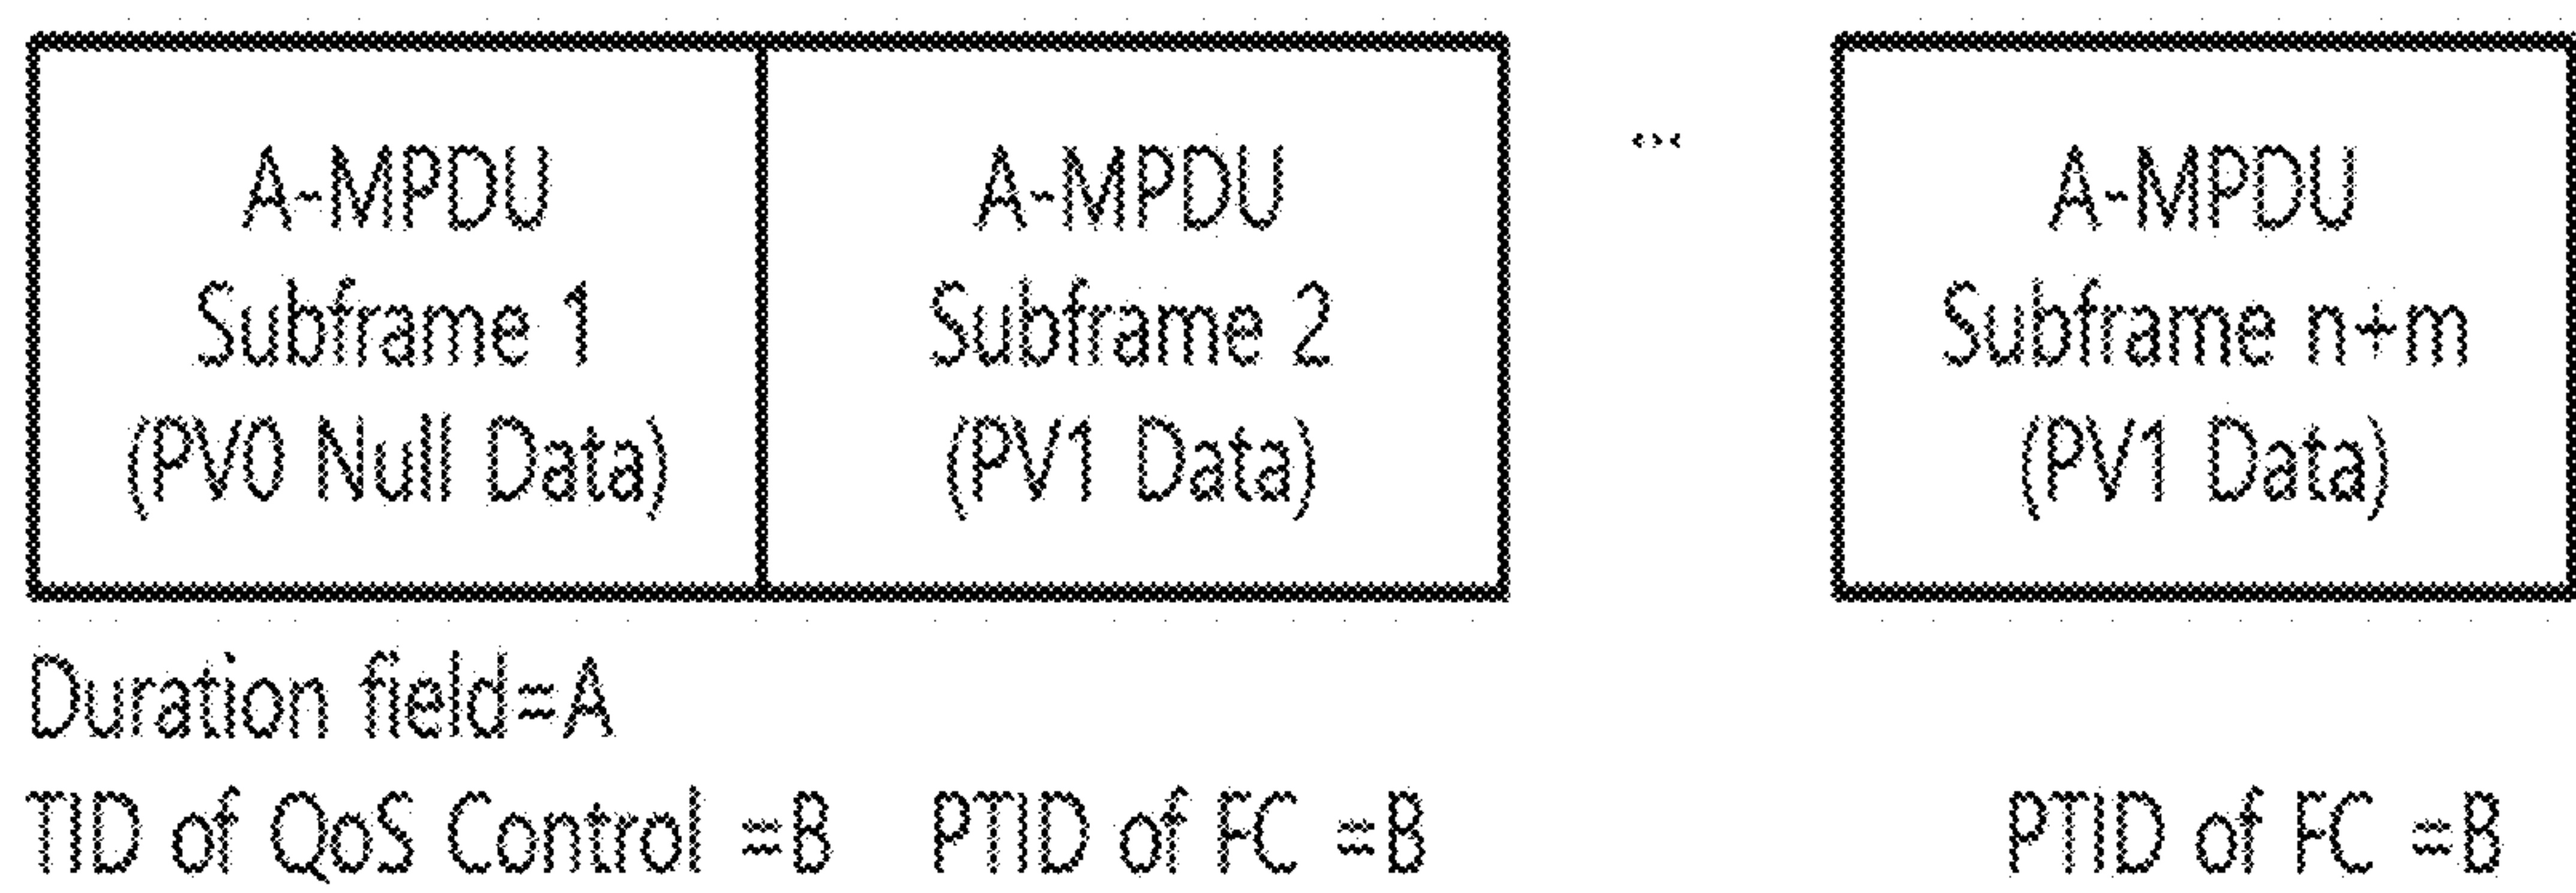 A-MPDU
Subframe 1
(PV0 Null Data)
A-MPDU
Subframe 2
(PV1 Data)
...
A-MPDU
Subframe n+m
(PV1 Data)
Duration field=A
TID of QoS Control =B
PTID of FC =B
PTID of FC =B